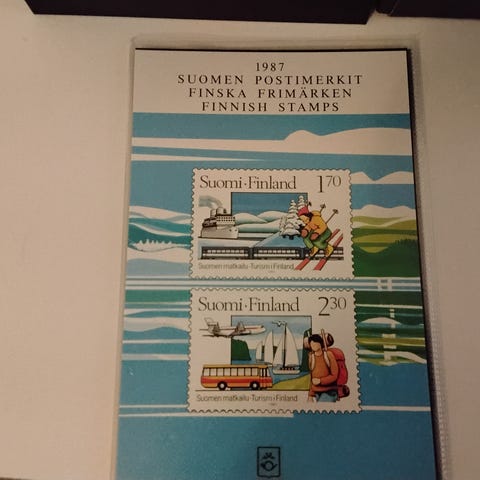 1987
SUOMEN POSTIMERKIT
FINSKA FRIMÄRKEN
FINNISH STAMPS
Suomi·Finland
1,70
Suomen matkailu·Turism i Finland
Suomi·Finland
2,30
Suomen matkailu·Turism i Finland